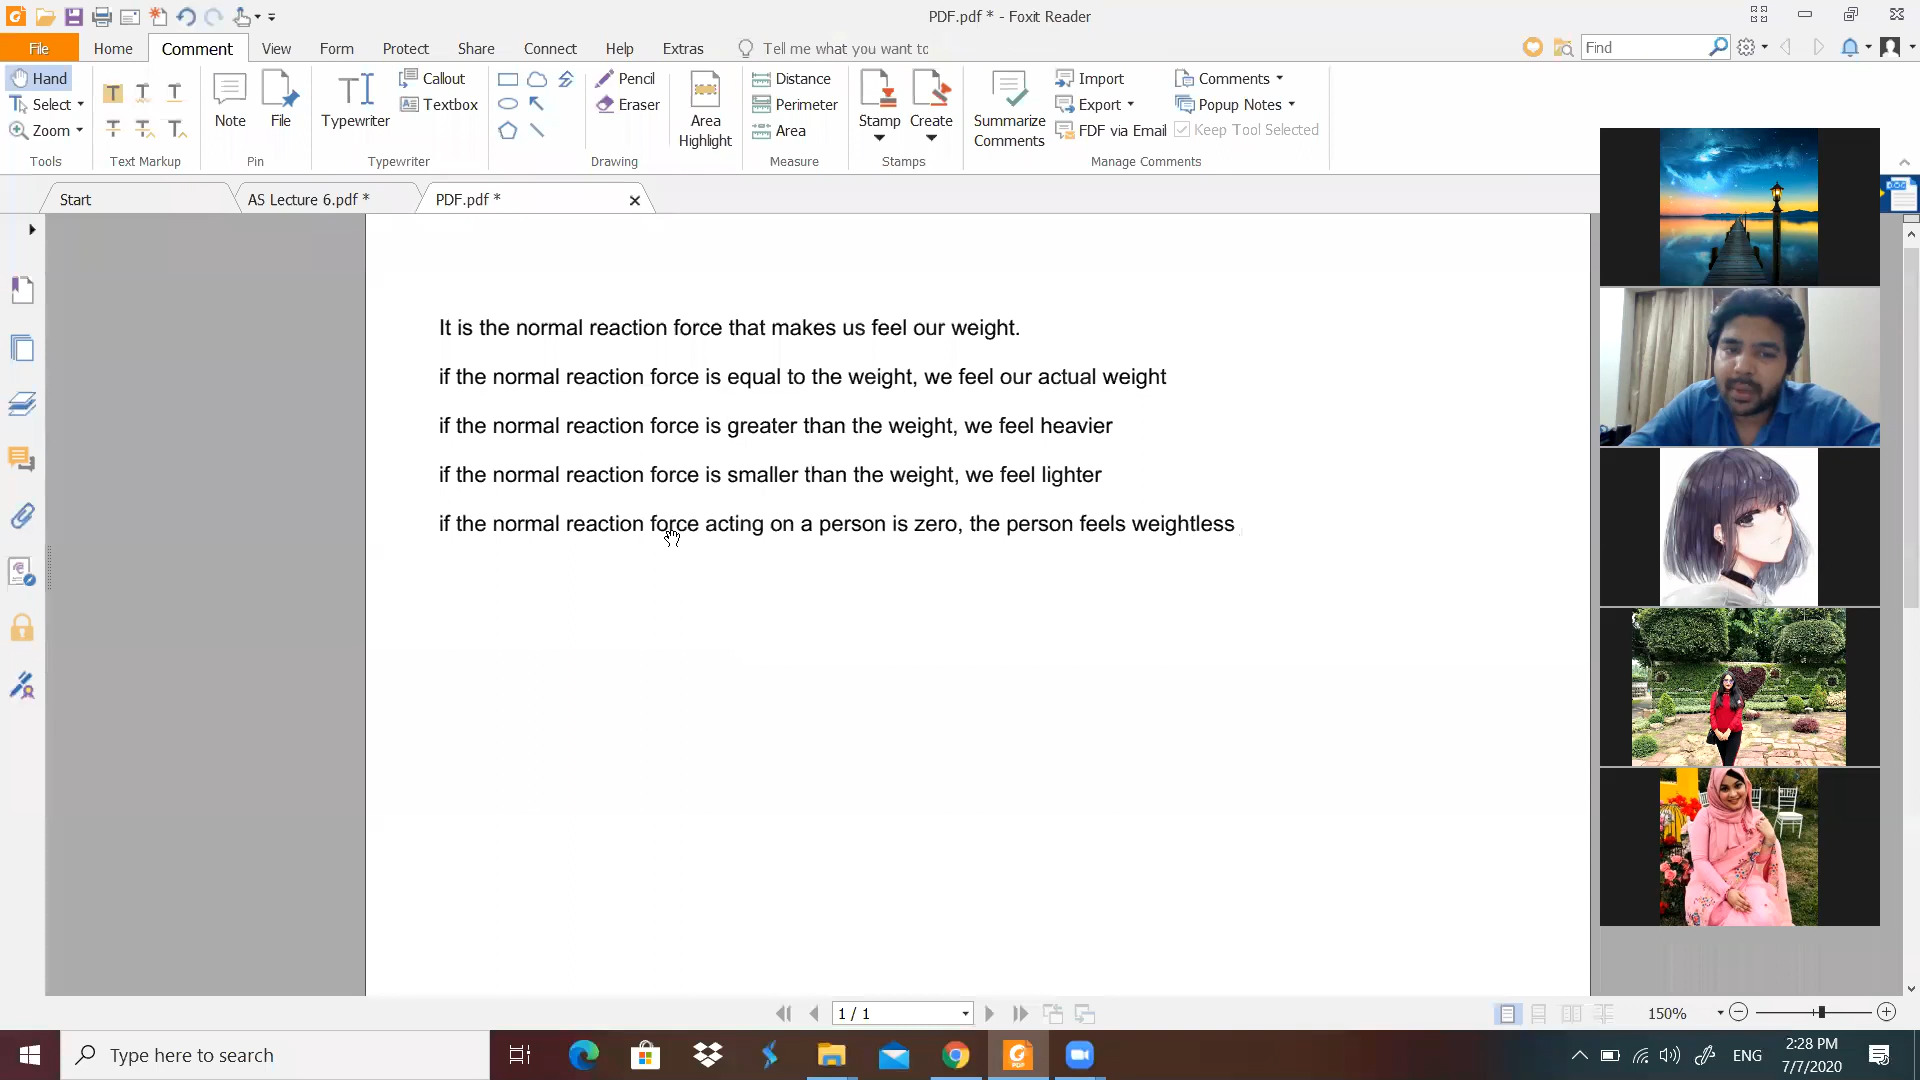 PDF.pdf * - Foxit Reader
File Home Comment View Form Protect Share Connect Help Extras Tell me what you want to Find
Hand
Select
Zoom
Tools
Text Markup
Note
File
Pin
Typewriter
Callout
Textbox
Typewriter
Pencil
Eraser
Drawing
Area Highlight
Distance
Perimeter
Area
Measure
Stamp
Create
Stamps
Summarize Comments
Import
Export
FDF via Email
Comments
Popup Notes
Keep Tool Selected
Manage Comments
Start
AS Lecture 6.pdf *
PDF.pdf *
It is the normal reaction force that makes us feel our weight.
if the normal reaction force is equal to the weight, we feel our actual weight
if the normal reaction force is greater than the weight, we feel heavier
if the normal reaction force is smaller than the weight, we feel lighter
if the normal reaction force acting on a person is zero, the person feels weightless
1 / 1
150%
Type here to search
ENG
2:28 PM
7/7/2020